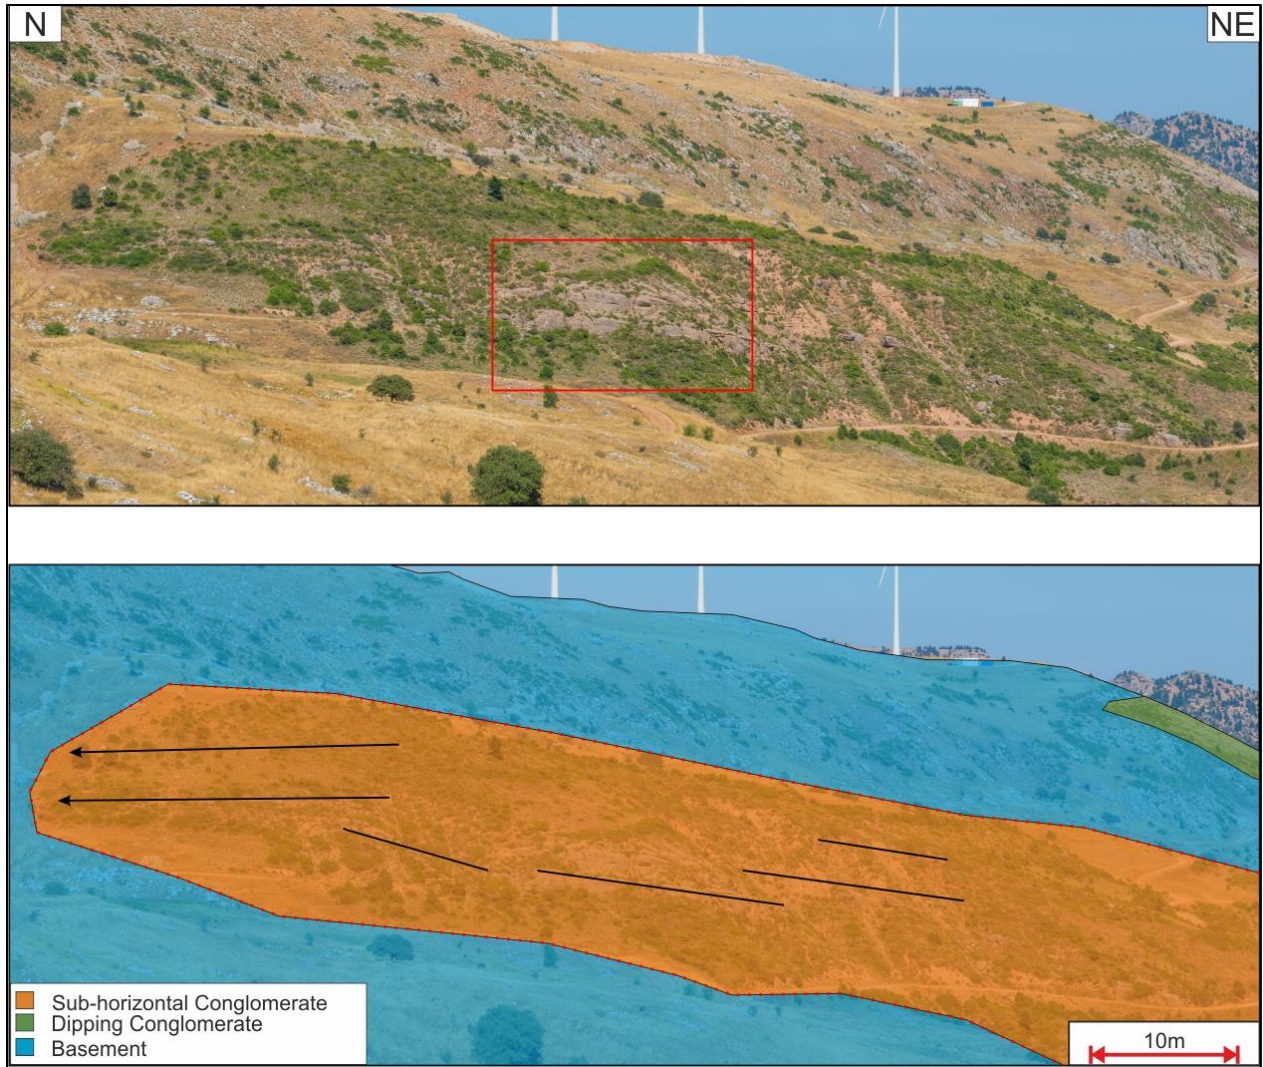 N
NE
Sub-horizontal Conglomerate
Dipping Conglomerate
Basement
10m